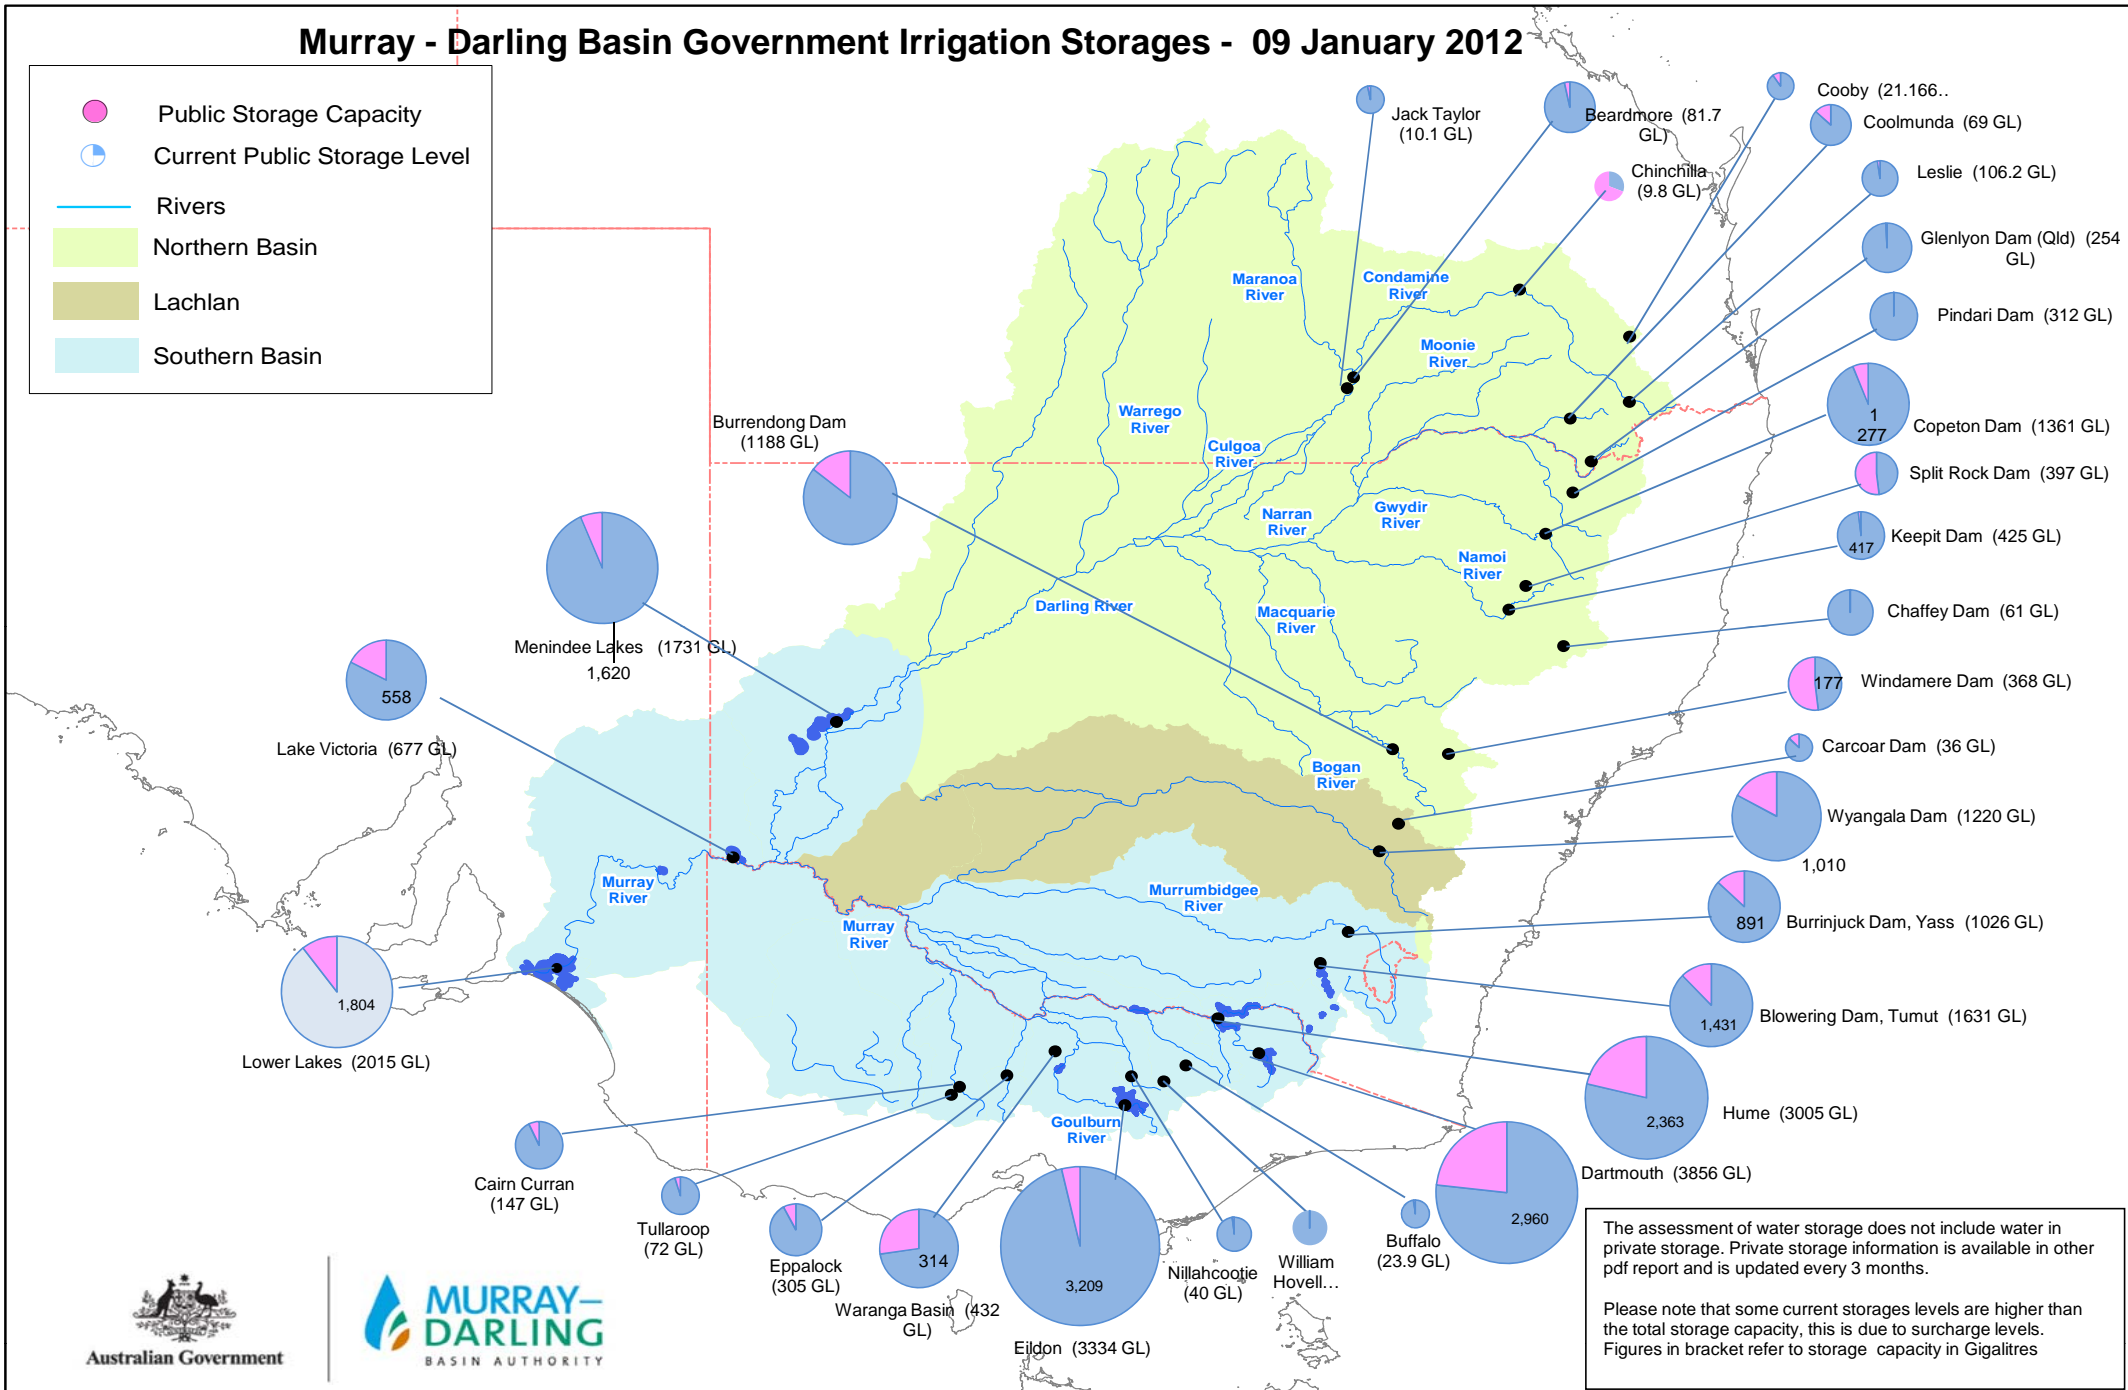 Murray - Darling Basin Government Irrigation Storages -  09 January 2012
Public Storage Capacity
Current Public Storage Level
Rivers
Northern Basin
Lachlan
Southern Basin
Jack Taylor
(10.1 GL)
Beardmore  (81.7
GL)
Cooby  (21.166..
Coolmunda  (69 GL)
Chinchilla
(9.8 GL)
Leslie  (106.2 GL)
Glenlyon Dam (Qld)  (254
GL)
Pindari Dam  (312 GL)
1
277
Copeton Dam  (1361 GL)
Split Rock Dam  (397 GL)
417
Keepit Dam  (425 GL)
Chaffey Dam  (61 GL)
177
Windamere Dam  (368 GL)
Carcoar Dam  (36 GL)
Wyangala Dam  (1220 GL)
1,010
891
Burrinjuck Dam, Yass  (1026 GL)
1,431
Blowering Dam, Tumut  (1631 GL)
2,363
Hume  (3005 GL)
Dartmouth  (3856 GL)
2,960
Maranoa
River
Condamine
River
Moonie
River
Warrego
River
Culgoa
River
Narran
River
Gwydir
River
Namoi
River
Darling River
Macquarie
River
Bogan
River
Murray
River
Murrumbidgee
River
Murray
River
Goulburn
River
Burrendong Dam
(1188 GL)
Menindee Lakes   (1731 GL)
1,620
558
Lake Victoria  (677 GL)
1,804
Lower Lakes  (2015 GL)
Cairn Curran
(147 GL)
Tullaroop
(72 GL)
Eppalock
(305 GL)
314
Waranga Basin  (432
GL)
3,209
Eildon  (3334 GL)
Nillahcootie
(40 GL)
William
Hovell...
Buffalo
(23.9 GL)
The assessment of water storage does not include water in
private storage. Private storage information is available in other
pdf report and is updated every 3 months.
Please note that some current storages levels are higher than
the total storage capacity, this is due to surcharge levels.
Figures in bracket refer to storage  capacity in Gigalitres
Australian Government
MURRAY–
DARLING
BASIN AUTHORITY